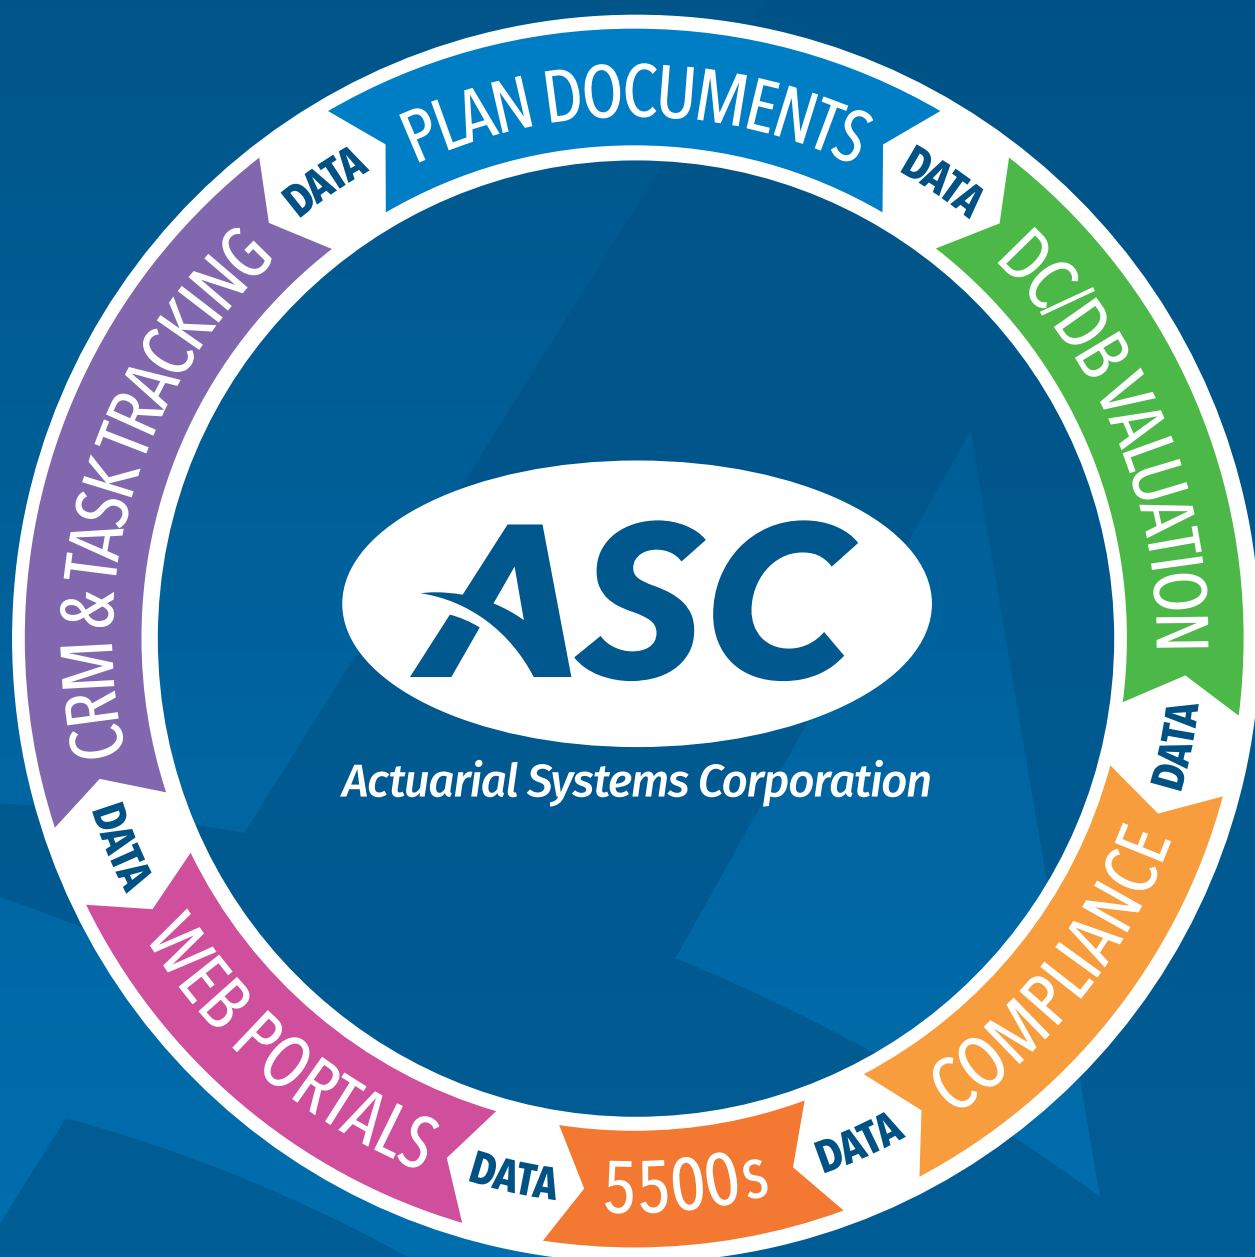 PLAN DOCUMENTS
DATA
DC/DB VALUATION
DATA
COMPLIANCE
DATA
5500s
DATA
WEB PORTALS
DATA
CRM & TASK TRACKING
DATA
ASC
Actuarial Systems Corporation